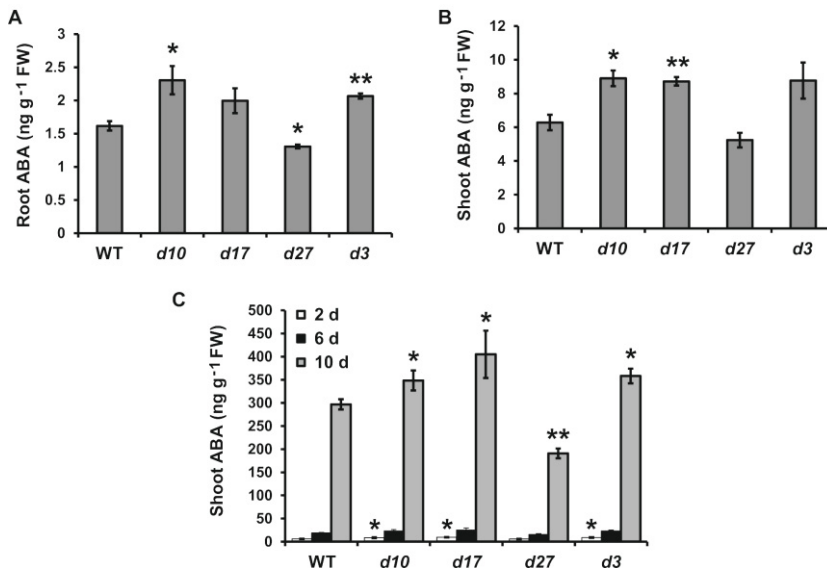 A
Root ABA (ng g⁻¹ FW)
3
2.5
2
1.5
1
0.5
0
*
*
**
WT d10 d17 d27 d3
B
Shoot ABA (ng g⁻¹ FW)
12
10
8
6
4
2
0
*
**
WT d10 d17 d27 d3
C
Shoot ABA (ng g⁻¹ FW)
500
450
400
350
300
250
200
150
100
50
0
2 d
6 d
10 d
*
*
**
*
* * *
WT d10 d17 d27 d3